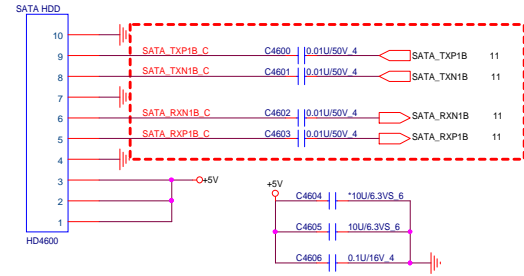 SATA HDD
10
9 SATA_TXP1B_C C4600 0.01U/50V_4 SATA_TXP1B 11
8 SATA_TXN1B_C C4601 0.01U/50V_4 SATA_TXN1B 11
7
6 SATA_RXN1B_C C4602 0.01U/50V_4 SATA_RXN1B 11
5 SATA_RXP1B_C C4603 0.01U/50V_4 SATA_RXP1B 11
4
3 +5V +5V
2 C4604 *10U/6.3VS_6
1 C4605 10U/6.3VS_6
HD4600
C4606 0.1U/16V_4